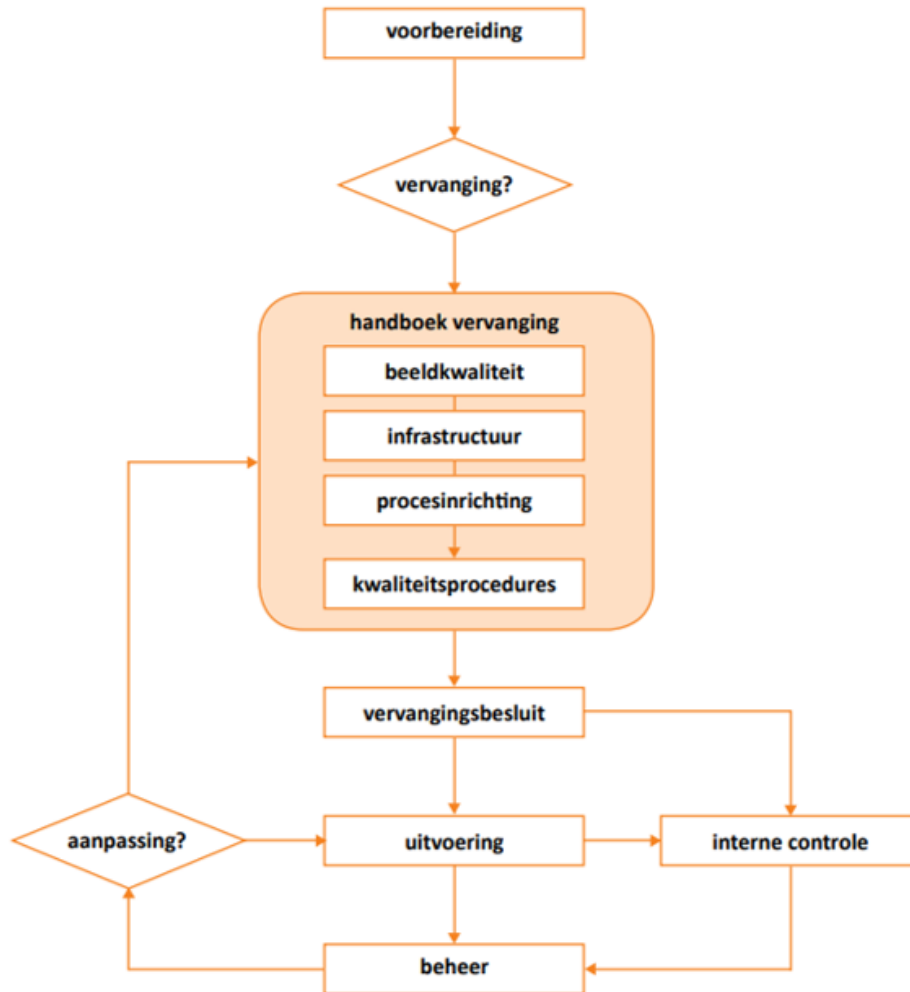 voorbereiding
vervanging?
handboek vervanging
beeldkwaliteit
infrastructuur
procesinrichting
kwaliteitsprocedures
vervangingsbesluit
aanpassing?
uitvoering
interne controle
beheer